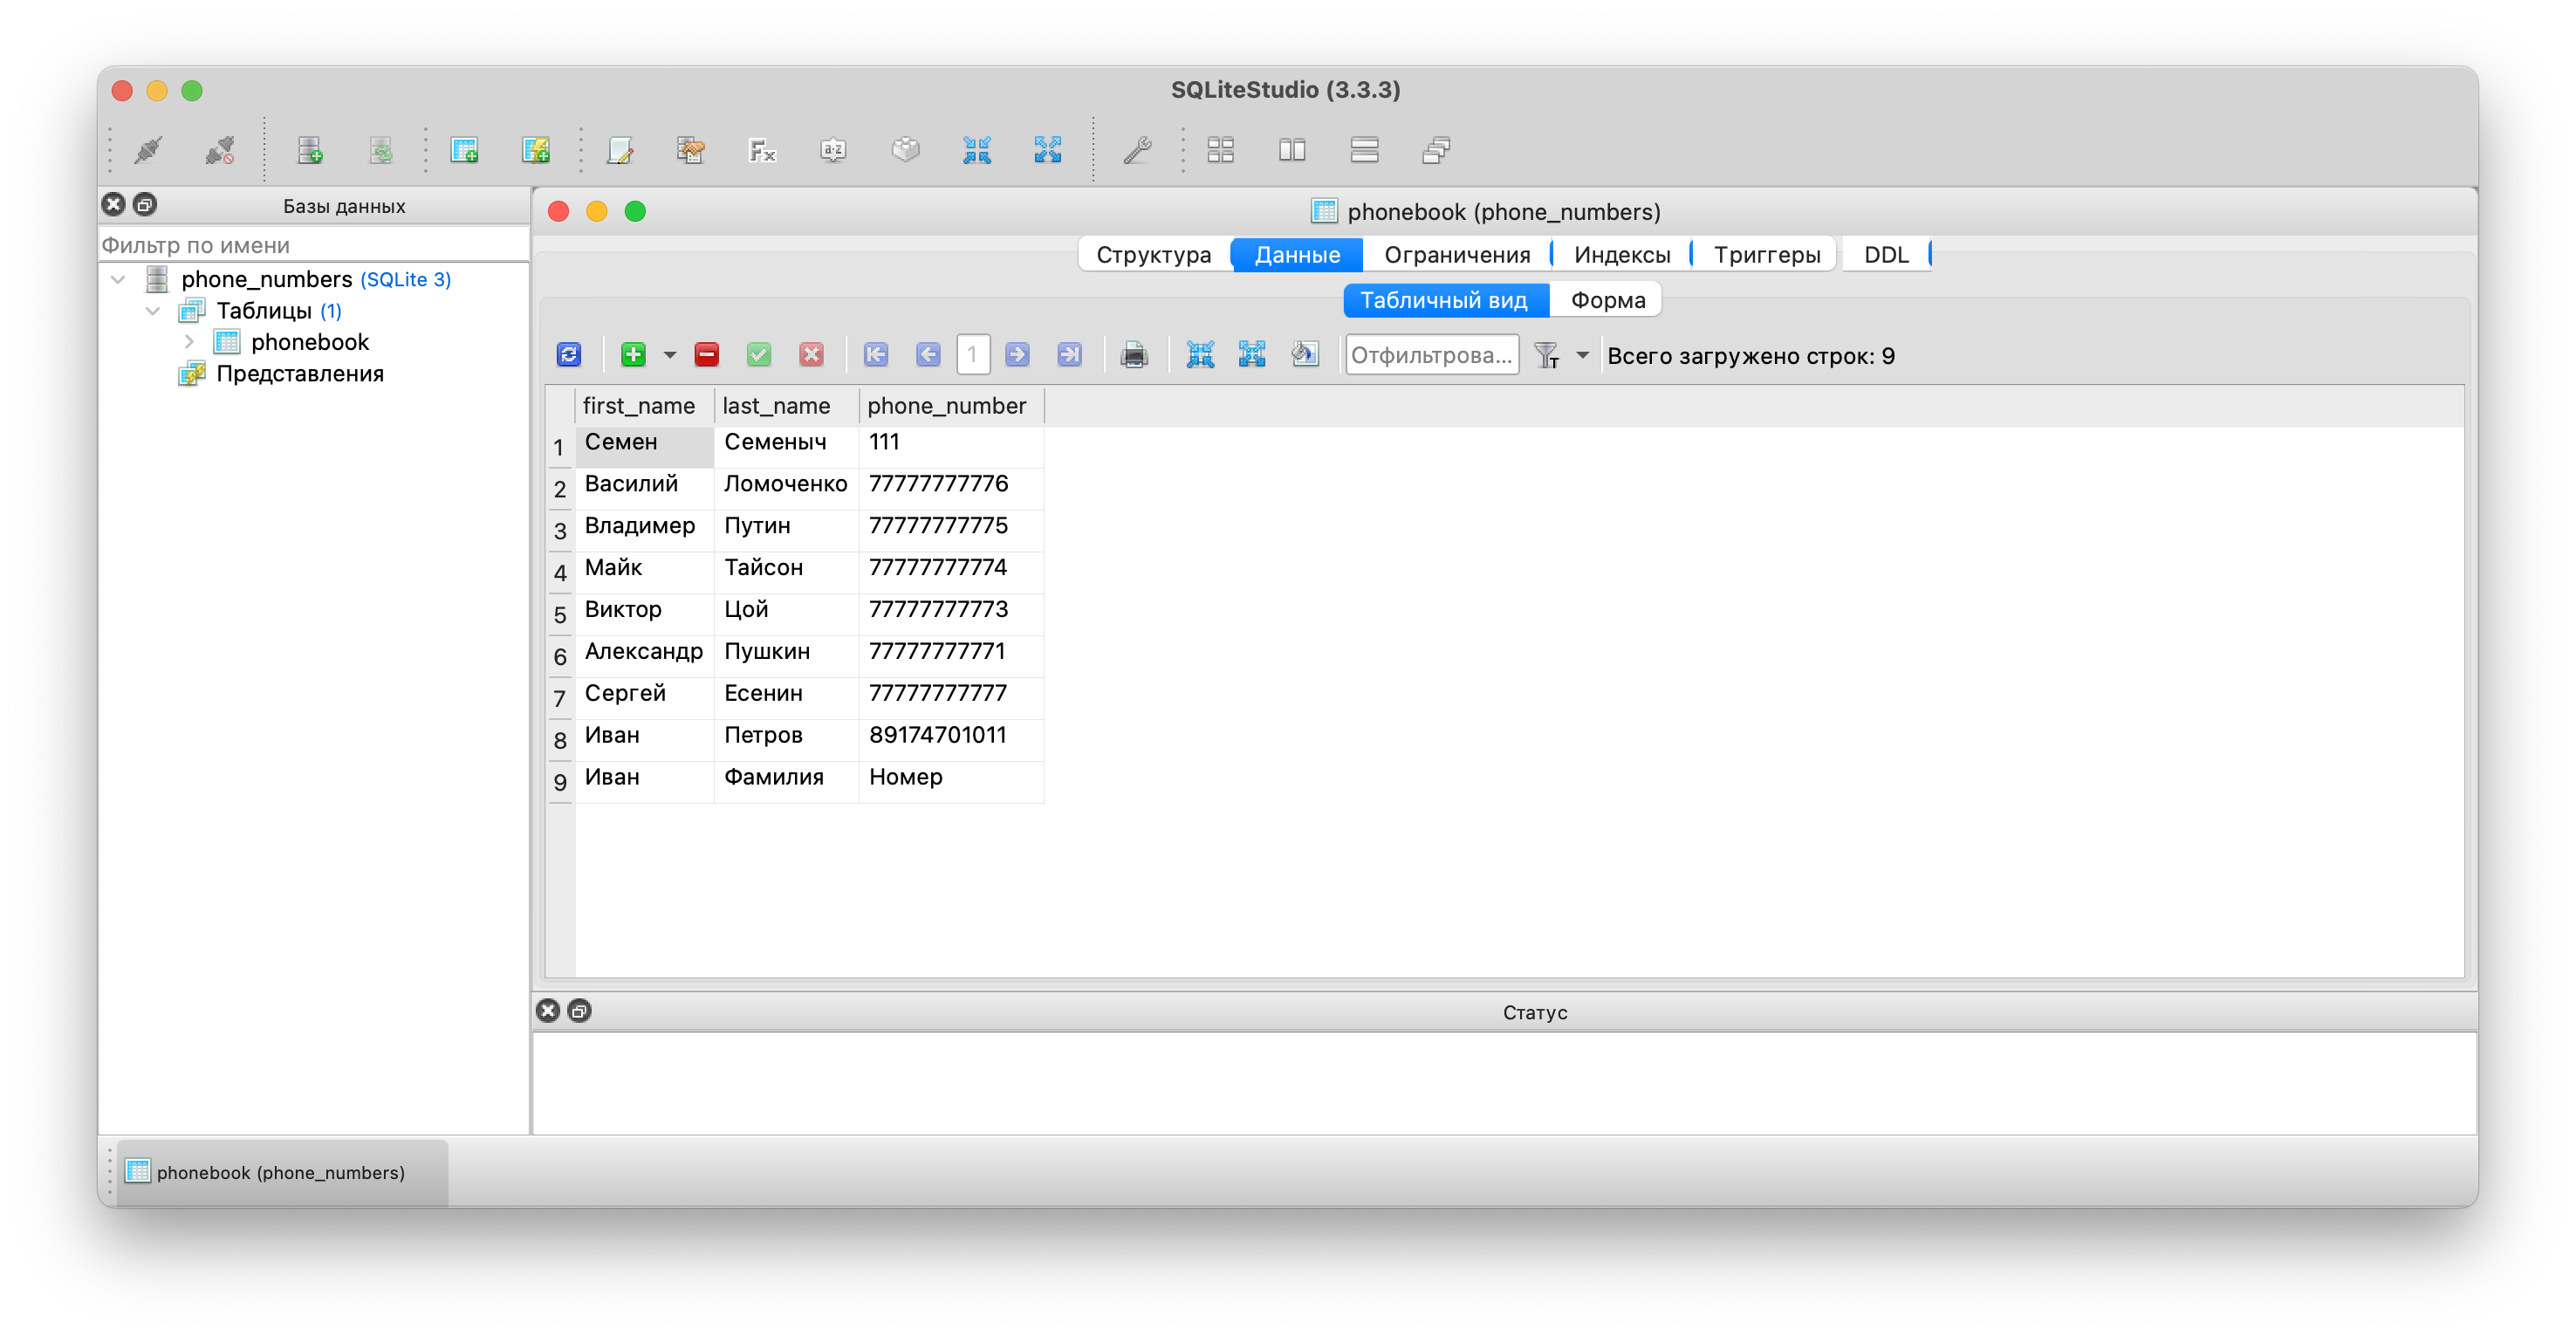 SQLiteStudio (3.3.3)
Fx
a·z
Базы данных
Фильтр по имени
phone_numbers (SQLite 3)
Таблицы (1)
phonebook
Представления
phonebook (phone_numbers)
Структура Данные Ограничения Индексы Триггеры DDL
Табличный вид Форма
1 Отфильтрова... T Всего загружено строк: 9
first_name last_name phone_number
1 Семен Семеныч 111
2 Василий Ломоченко 77777777776
3 Владимер Путин 77777777775
4 Майк Тайсон 77777777774
5 Виктор Цой 77777777773
6 Александр Пушкин 77777777771
7 Сергей Есенин 77777777777
8 Иван Петров 89174701011
9 Иван Фамилия Номер
Статус
phonebook (phone_numbers)